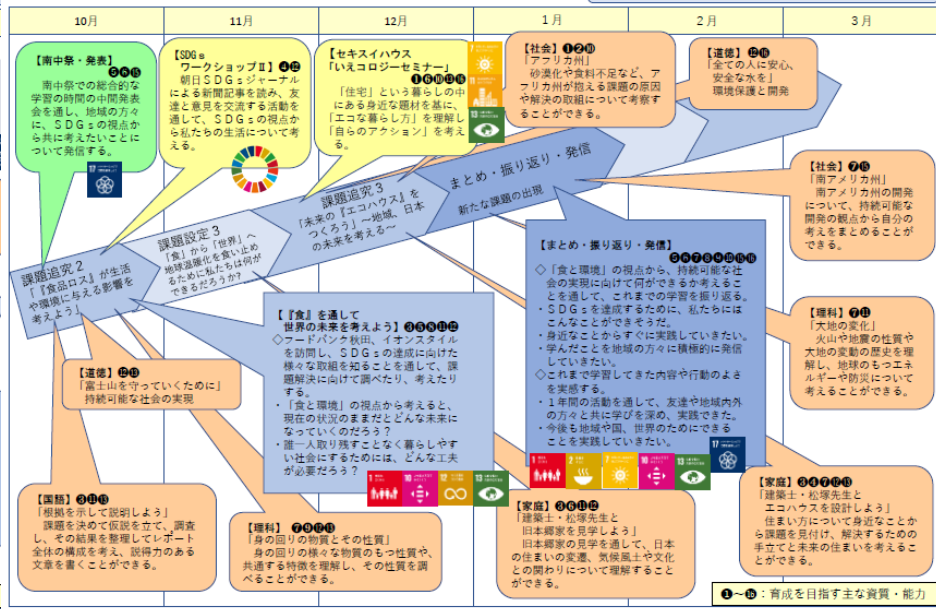 10月
11月
12月
1月
2月
3月
【南中祭・発表】
❺❻⓯
南中祭での総合的な
学習の時間の中間発表
会を通し、地域の方々
に、SDGsの視点か
ら共に考えたいことに
ついて発信する。
17
【SDGs
ワークショップⅡ】❹⓬
朝日SDGsジャーナル
による新聞記事を読み、友
達と意見を交流する活動を
通して、SDGsの視点か
ら私たちの生活について考
える。
【セキスイハウス
「いえコロジーセミナー」
❶❻❿⓭⓮
「住宅」という暮らしの中
にある身近な題材を基に、
「エコな暮らし方」を理解し
「自らのアクション」を考え
る。
7
11
13
【社会】❶❷❿
「アフリカ州」
砂漠化や食料不足など、ア
フリカ州が抱える課題の原因
や解決の取組について考察す
ることができる。
【道徳】⓬⓰
「全ての人に安心、
安全な水を」
環境保護と開発
課題追究2
「『食品ロス』が生活
や環境に与える影響を
考えよう」
課題設定3
「食」から「世界」へ
地球温暖化を食い止め
るために私たちは何が
できるだろうか?
課題追究3
「未来の『エコハウス』を
つくろう」~地域、日本
の未来を考える~
まとめ・振り返り・発信
新たな課題の出現
【社会】❼⓯
「南アメリカ州」
南アメリカ州の開発
について、持続可能な
開発の観点から自分の
考えをまとめることが
できる。
【『食』を通して
世界の未来を考えよう】❸❺❽⓫⓬
◇フードバンク秋田、イオンスタイル
を訪問し、SDGsの達成に向けた
様々な取組を知ることを通して、課
題解決に向けて調べたり、考えたり
する。
・「食と環境」の視点から考えると、
現在の状況のままだとどんな未来に
なっていくのだろう?
・誰一人取り残すことなく暮らしやす
い社会にするためには、どんな工夫
が必要だろう?
1
10
12
13
【まとめ・振り返り・発信】
❺❻❼❽❾❿⓯⓰
◇「食と環境」の視点から、持続可能な社
会の実現に向けて何ができるか考えるこ
とを通して、これまでの学習を振り返る。
・SDGsを達成するために、私たちには
こんなことができそうだ。
・身近なことからすぐに実践していきたい。
・学んだことを地域の方々に積極的に発信
していきたい。
◇これまで学習してきた内容や行動のよさ
を実感する。
・1年間の活動を通して、友達や地域内外
の方々と共に学びを深め、実践できた。
・今後も地域や国、世界のためにできる
ことを実践していきたい。
17
1
2
7
10
13
【理科】❼⓫
「大地の変化」
火山や地震の性質や
大地の変動の歴史を理
解し、地球のもつエネ
ルギーや防災について
考えることができる。
【道徳】⓬⓭
「富士山を守っていくために」
持続可能な社会の実現
【国語】❸⓫⓭
「根拠を示して説明しよう」
課題を決めて仮説を立て、調査
し、その結果を整理してレポート
全体の構成を考え、説得力のある
文章を書くことができる。
【理科】❼❾⓬⓭
「身の回りの物質とその性質」
身の回りの様々な物質のもつ性質や、
共通する特徴を理解し、その性質を調
べることができる。
【家庭】❸❻⓫⓬
「建築士・松塚先生と
旧本郷家を見学しよう」
旧本郷家の見学を通して、日本
の住まいの変遷、気候風土や文化
との関わりについて理解すること
ができる。
【家庭】❸❹❼⓬⓭
「建築士・松塚先生と
エコハウスを設計しよう」
住まい方について身近なことから
課題を見付け、解決するための
手立てと未来の住まいを考える
ことができる。
❶~⓰:育成を目指す主な資質・能力